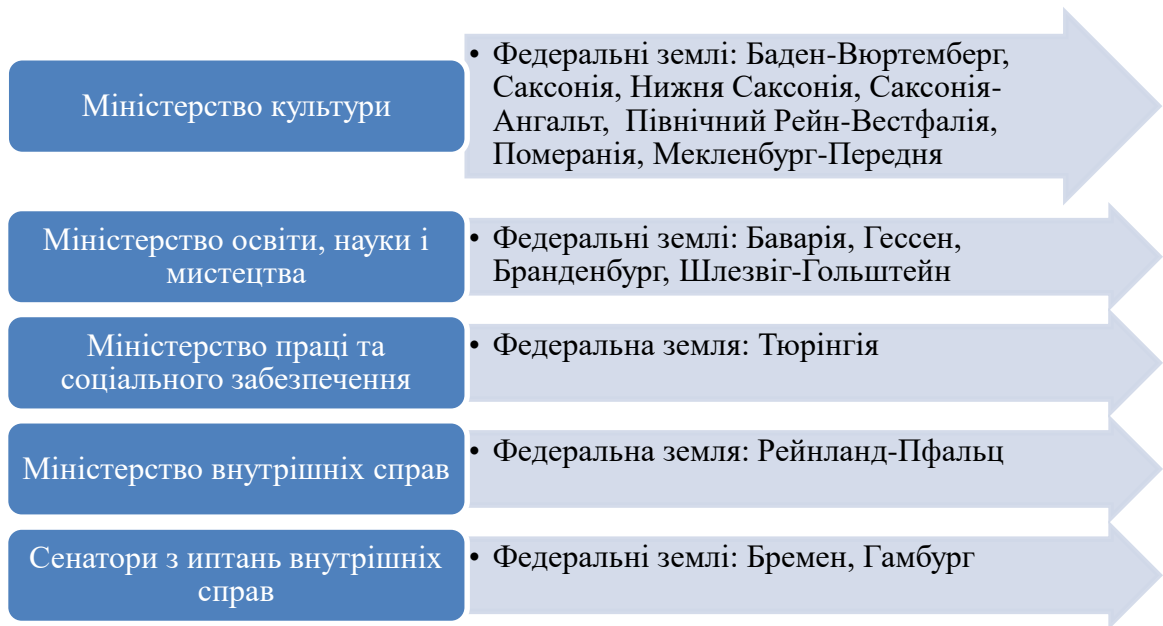 Міністерство культури
• Федеральні землі: Баден-Вюртемберг,
Саксонія, Нижня Саксонія, Саксонія-
Ангальт, Північний Рейн-Вестфалія,
Померанія, Мекленбург-Передня
Міністерство освіти, науки і
мистецтва
• Федеральні землі: Баварія, Гессен,
Бранденбург, Шлезвіг-Гольштейн
Міністерство праці та
соціального забезпечення
• Федеральна земля: Тюрінгія
Міністерство внутрішніх справ
• Федеральна земля: Рейнланд-Пфальц
Сенатори з иптань внутрішніх
справ
• Федеральні землі: Бремен, Гамбург